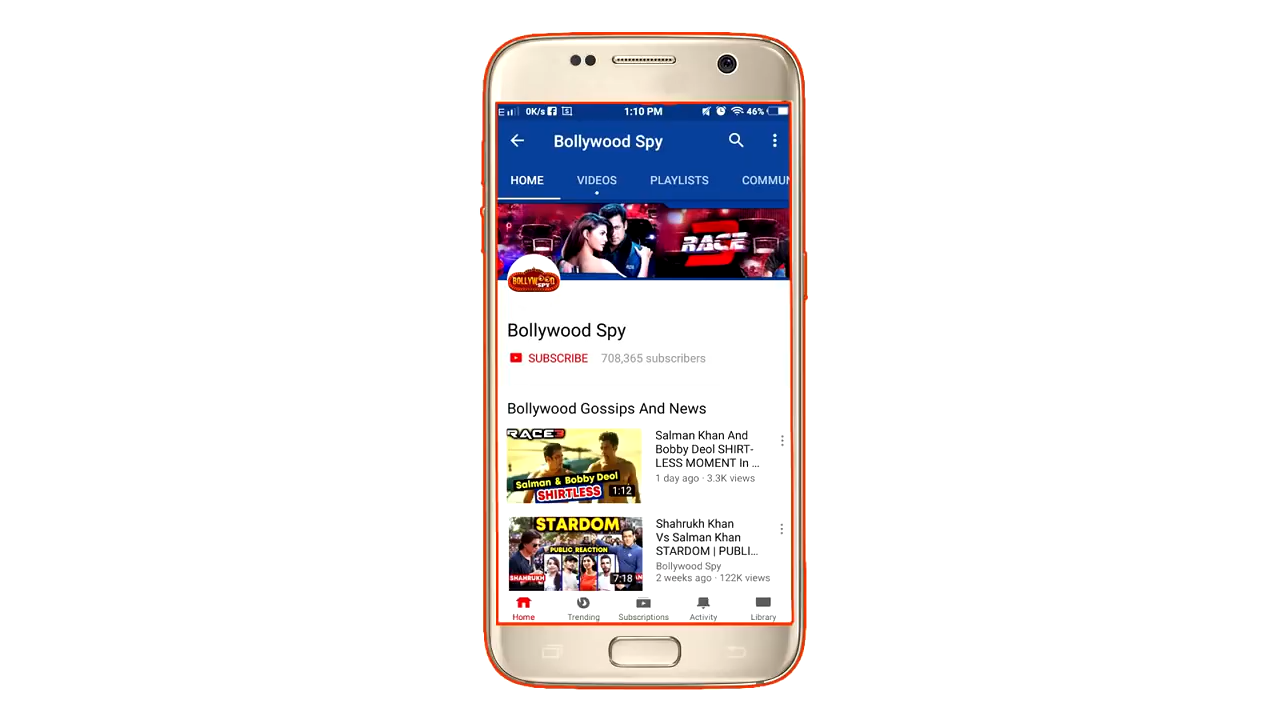 0K/s 1:10 PM 46%
Bollywood Spy
HOME VIDEOS PLAYLISTS COMMUN
RACE 3
BOLLYWOOD
SPY
Bollywood Spy
SUBSCRIBE 708,365 subscribers
Bollywood Gossips And News
RACE3
Salman & Bobby Deol
SHIRTLESS
1:12
Salman Khan And
Bobby Deol SHIRT-
LESS MOMENT In ...
1 day ago · 3.3K views
STARDOM
PUBLIC REACTION
SHAHRUKH
7:18
Shahrukh Khan
Vs Salman Khan
STARDOM | PUBLI...
Bollywood Spy
2 weeks ago · 122K views
Home Trending Subscriptions Activity Library